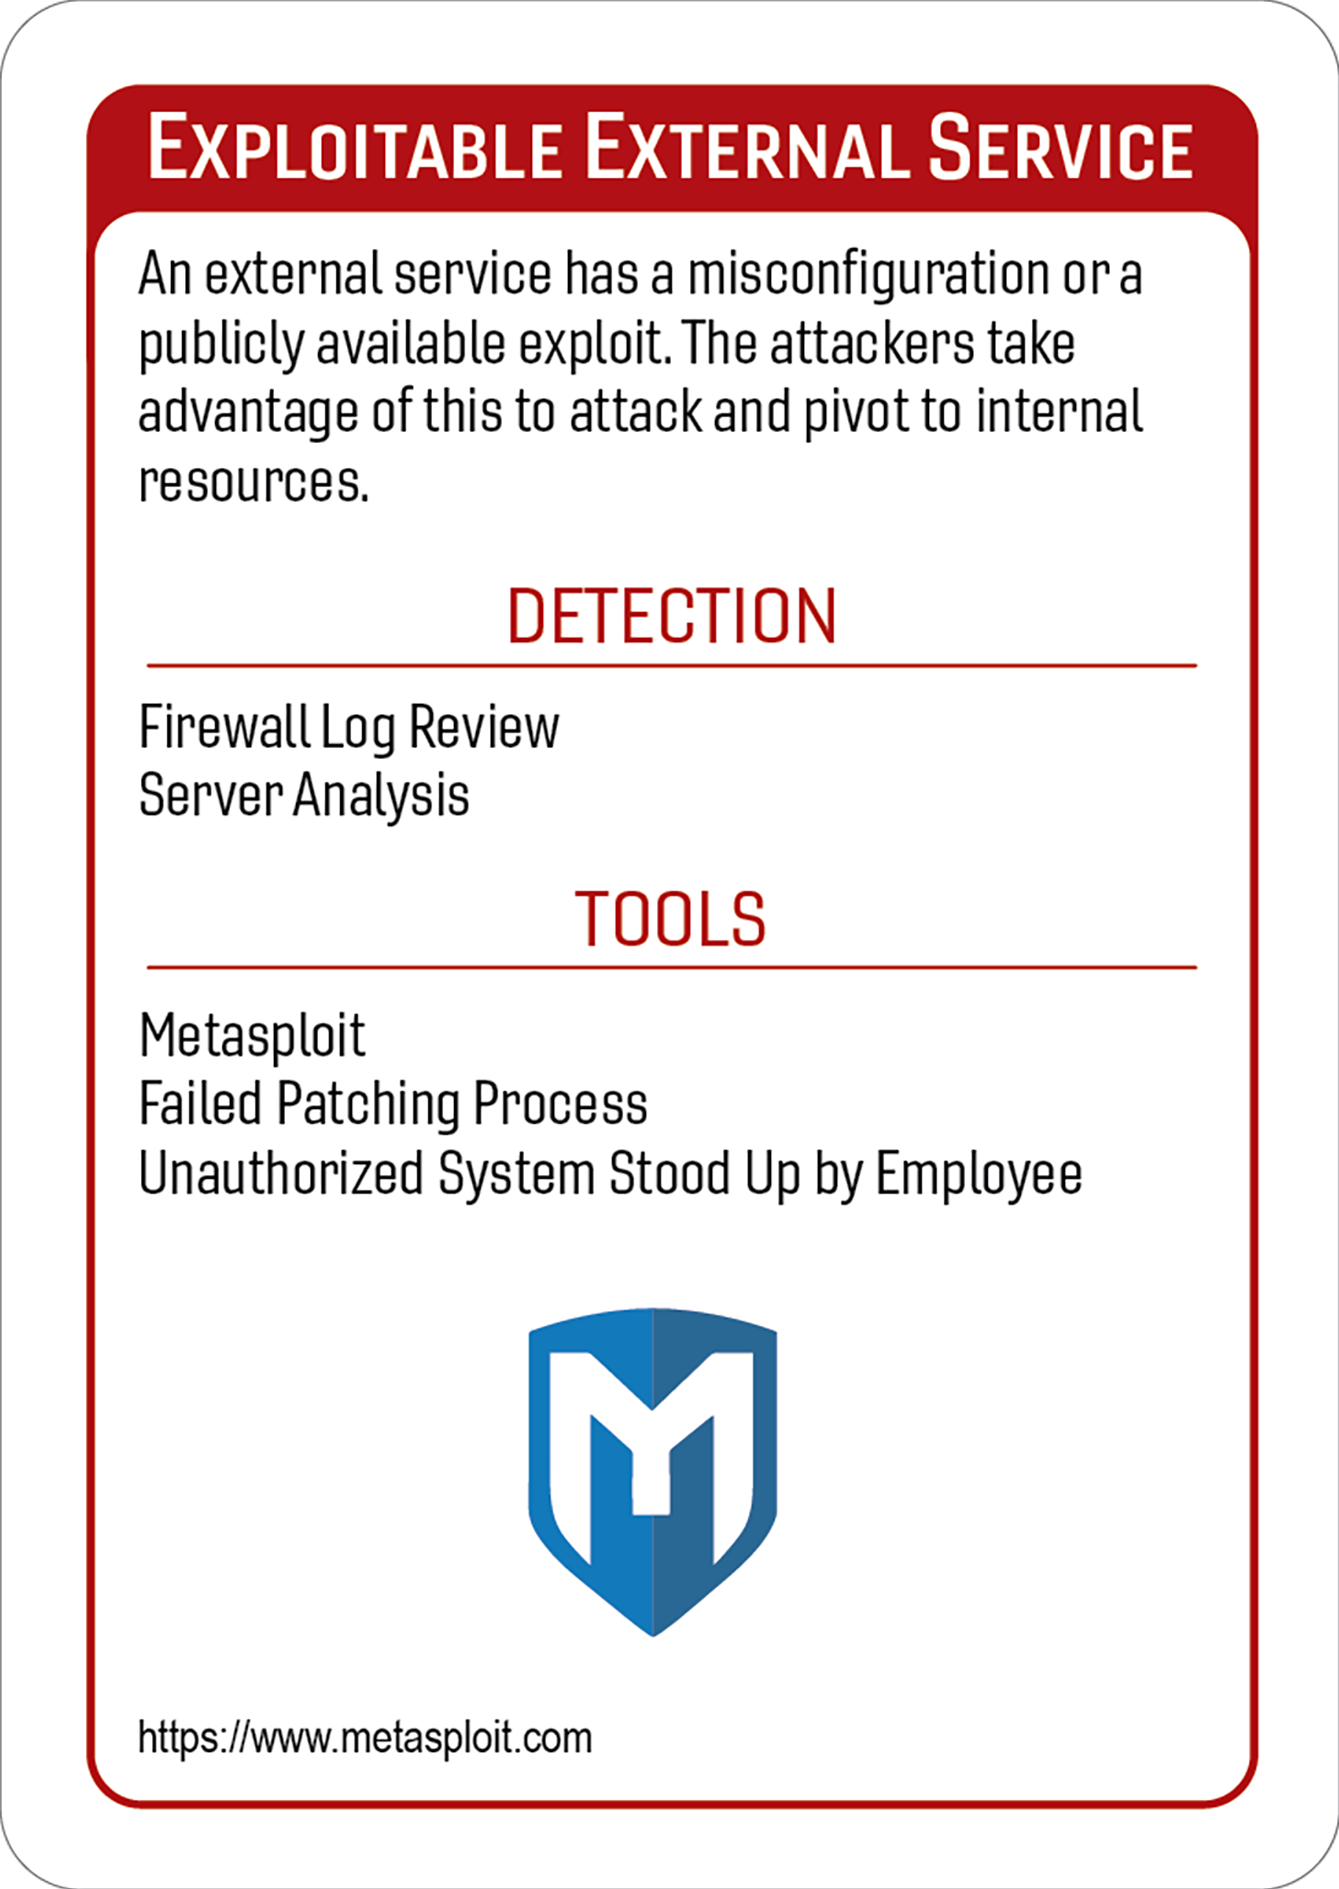 EXPLOITABLE EXTERNAL SERVICE
An external service has a misconfiguration or a
publicly available exploit. The attackers take
advantage of this to attack and pivot to internal
resources.
DETECTION
Firewall Log Review
Server Analysis
TOOLS
Metasploit
Failed Patching Process
Unauthorized System Stood Up by Employee
M
https://www.metasploit.com